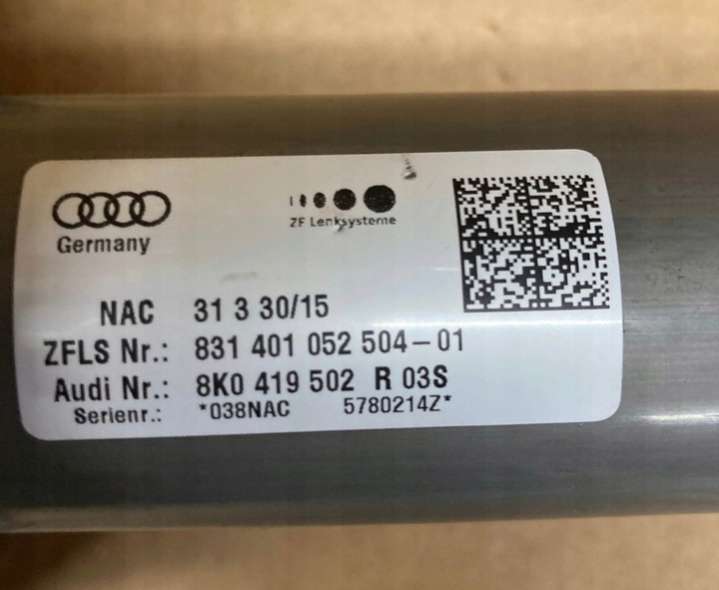 Germany
ZF Lenksysteme
NAC 31 3 30/15
ZFLS Nr.: 831 401 052 504-01
Audi Nr.: 8K0 419 502 R 03S
Serienr.: *038NAC 5780214Z*